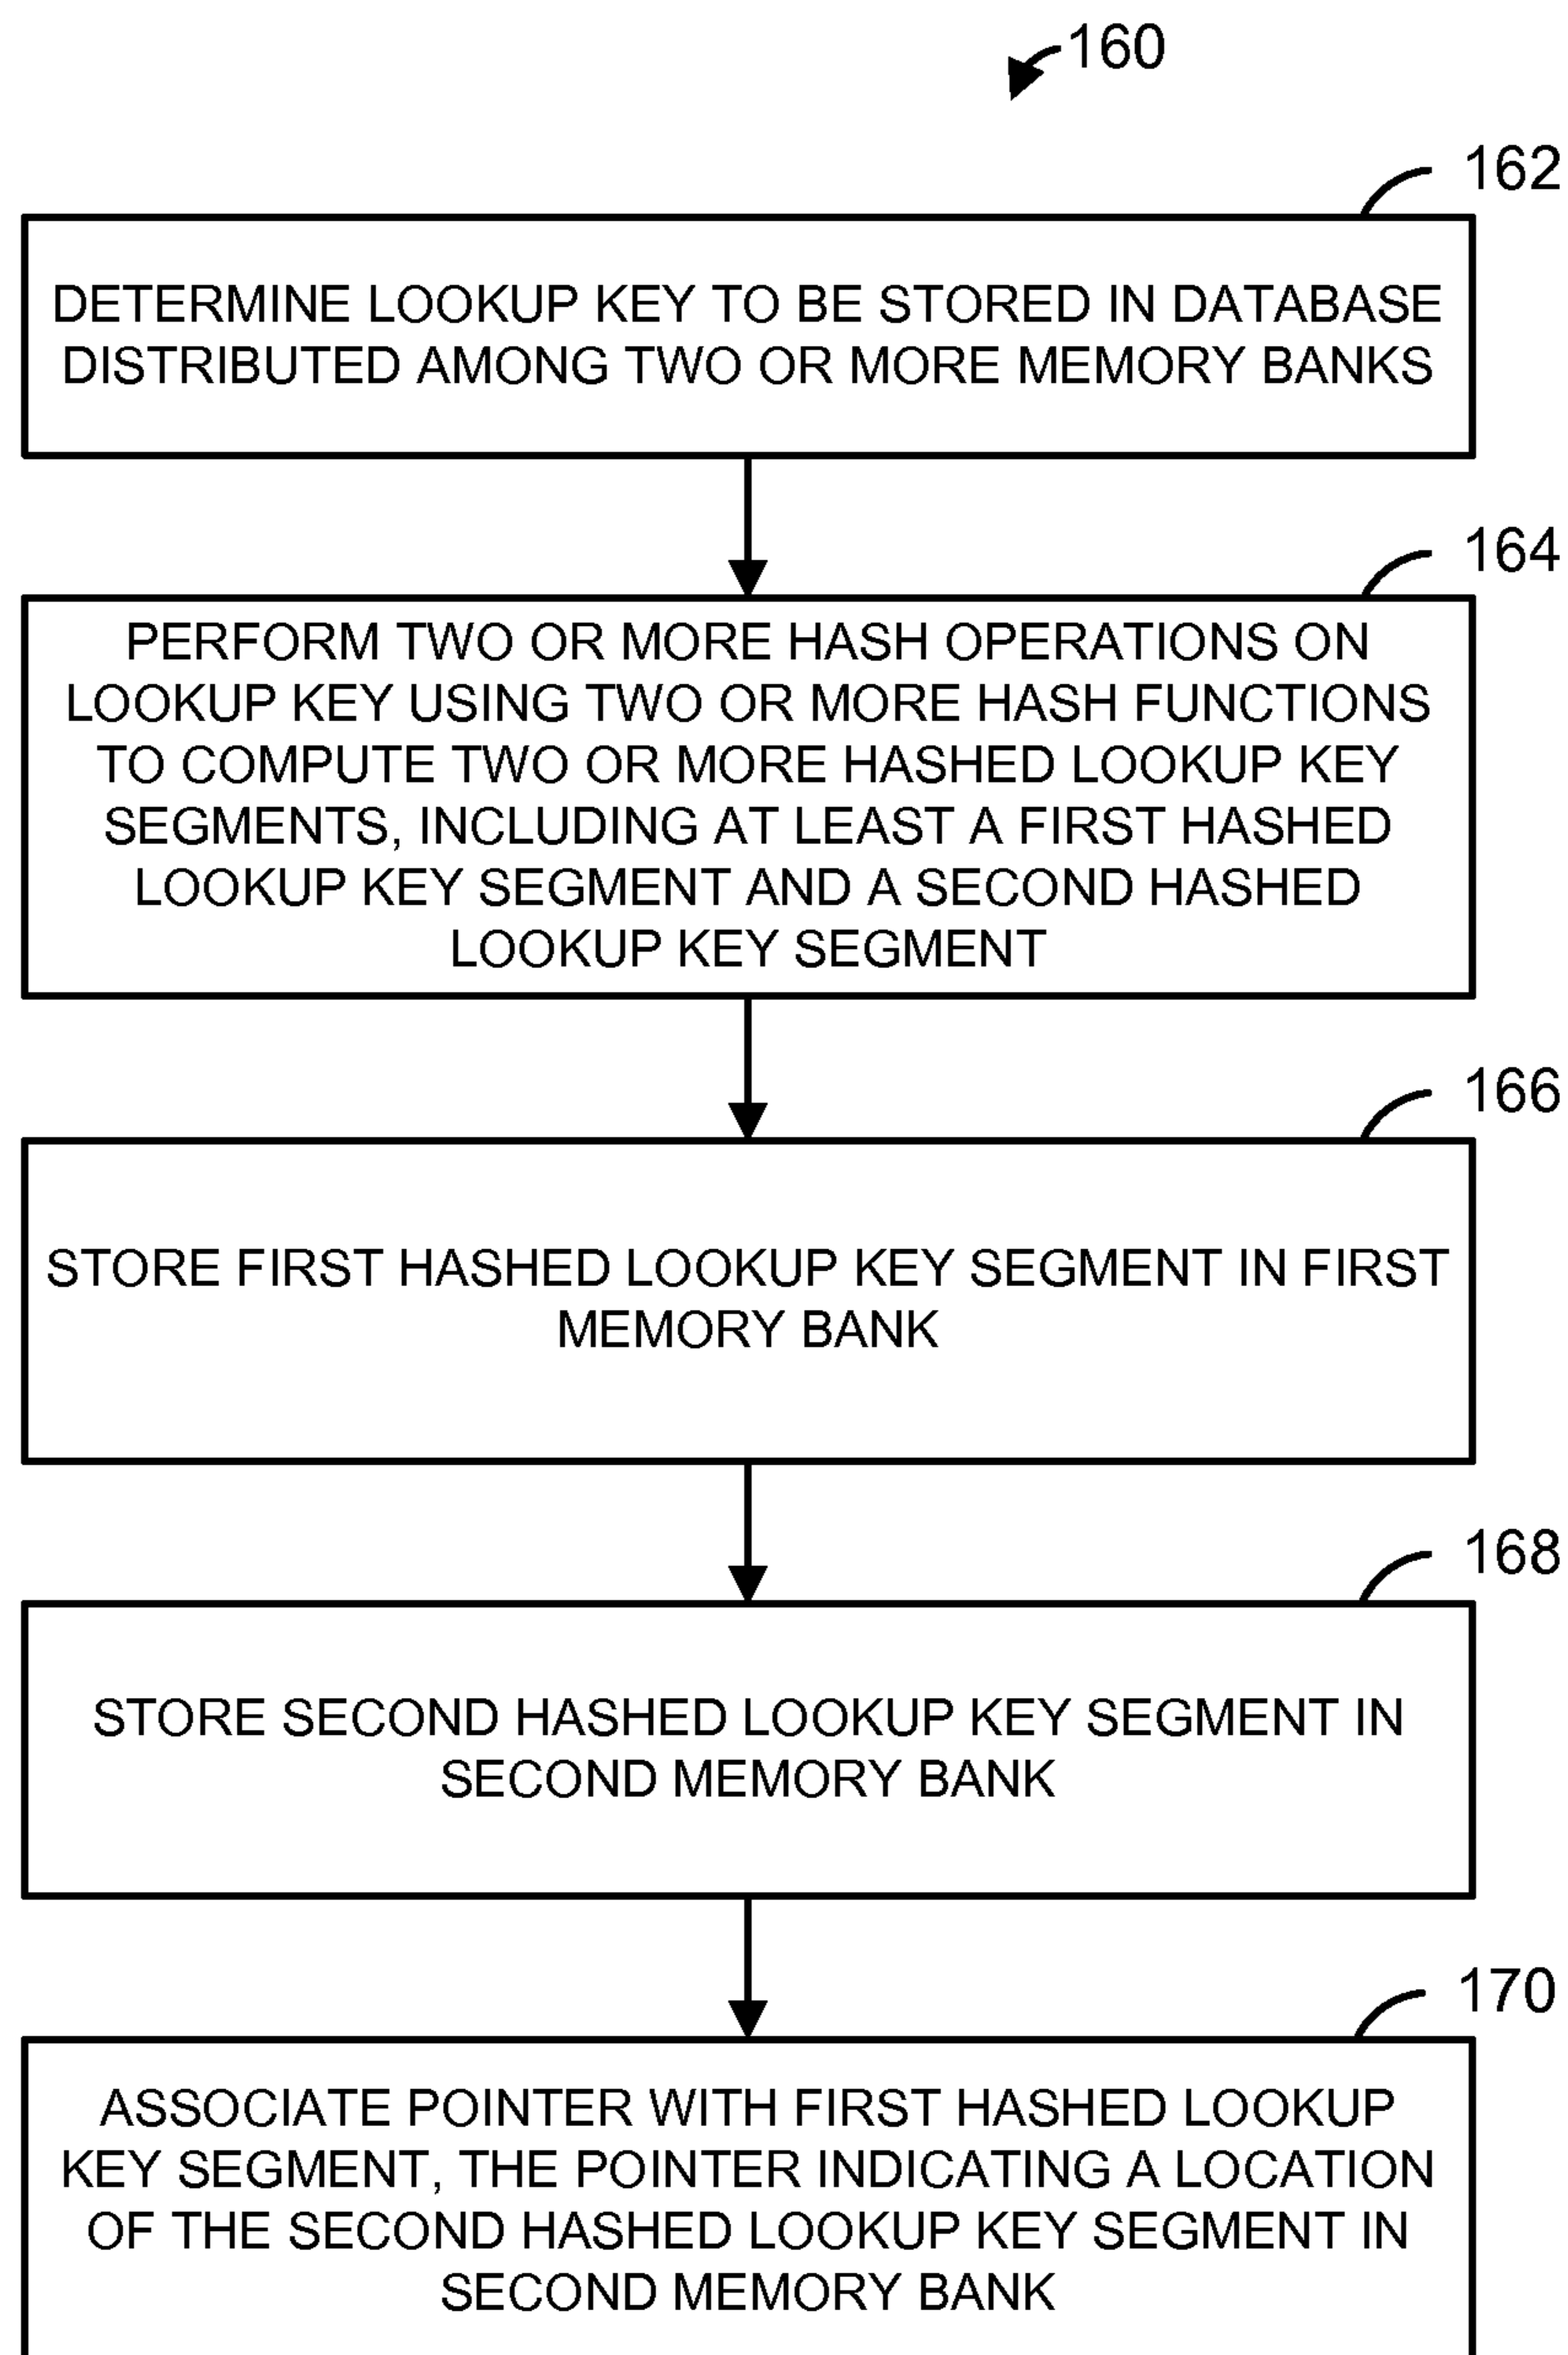 160
162
DETERMINE LOOKUP KEY TO BE STORED IN DATABASE
DISTRIBUTED AMONG TWO OR MORE MEMORY BANKS
164
PERFORM TWO OR MORE HASH OPERATIONS ON
LOOKUP KEY USING TWO OR MORE HASH FUNCTIONS
TO COMPUTE TWO OR MORE HASHED LOOKUP KEY
SEGMENTS, INCLUDING AT LEAST A FIRST HASHED
LOOKUP KEY SEGMENT AND A SECOND HASHED
LOOKUP KEY SEGMENT
166
STORE FIRST HASHED LOOKUP KEY SEGMENT IN FIRST
MEMORY BANK
168
STORE SECOND HASHED LOOKUP KEY SEGMENT IN
SECOND MEMORY BANK
170
ASSOCIATE POINTER WITH FIRST HASHED LOOKUP
KEY SEGMENT, THE POINTER INDICATING A LOCATION
OF THE SECOND HASHED LOOKUP KEY SEGMENT IN
SECOND MEMORY BANK